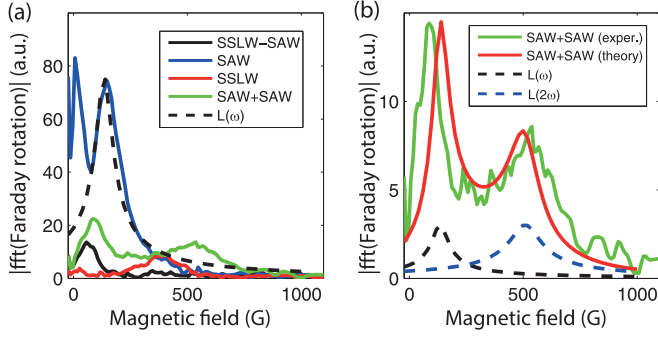 (a)
|fft(Faraday rotation)| (a.u.)
80
60
40
20
0
SSLW−SAW
SAW
SSLW
SAW+SAW
L(ω)
0 500 1000
Magnetic field (G)
(b)
|fft(Faraday rotation)| (a.u.)
10
5
0
SAW+SAW (exper.)
SAW+SAW (theory)
L(ω)
L(2ω)
0 500 1000
Magnetic field (G)